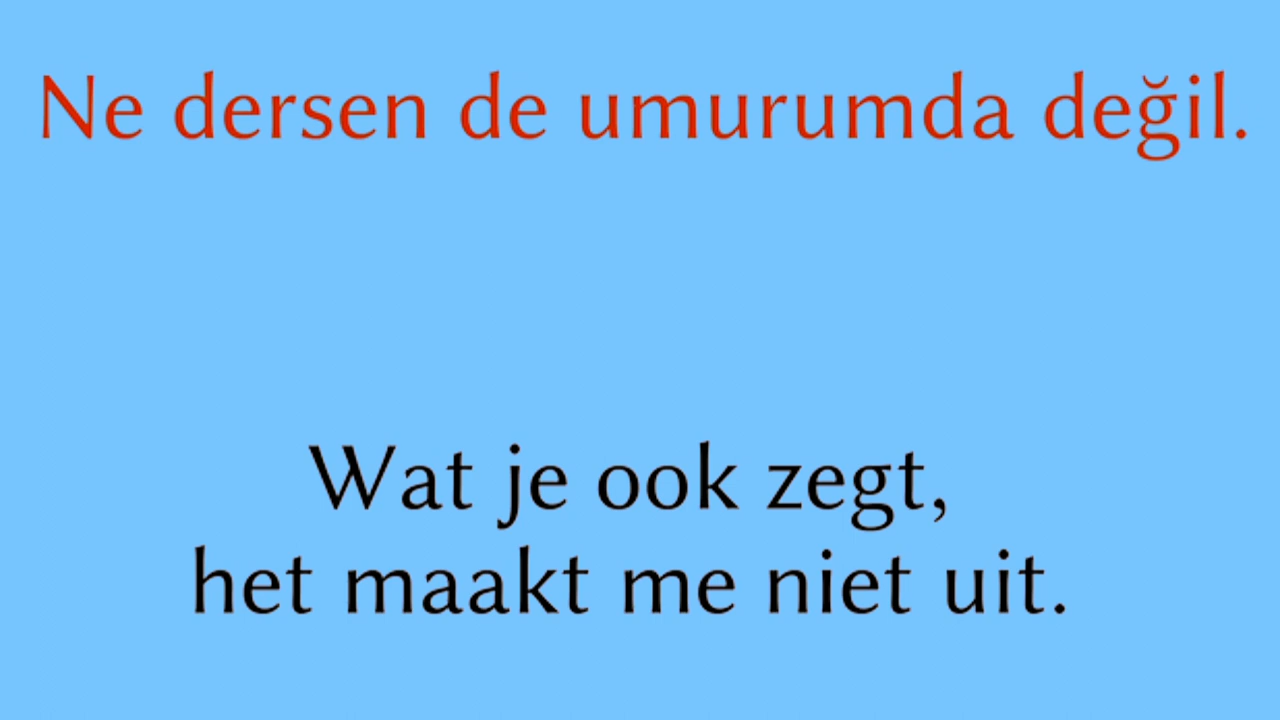 Ne dersen de umurumda değil.
Wat je ook zegt,
het maakt me niet uit.